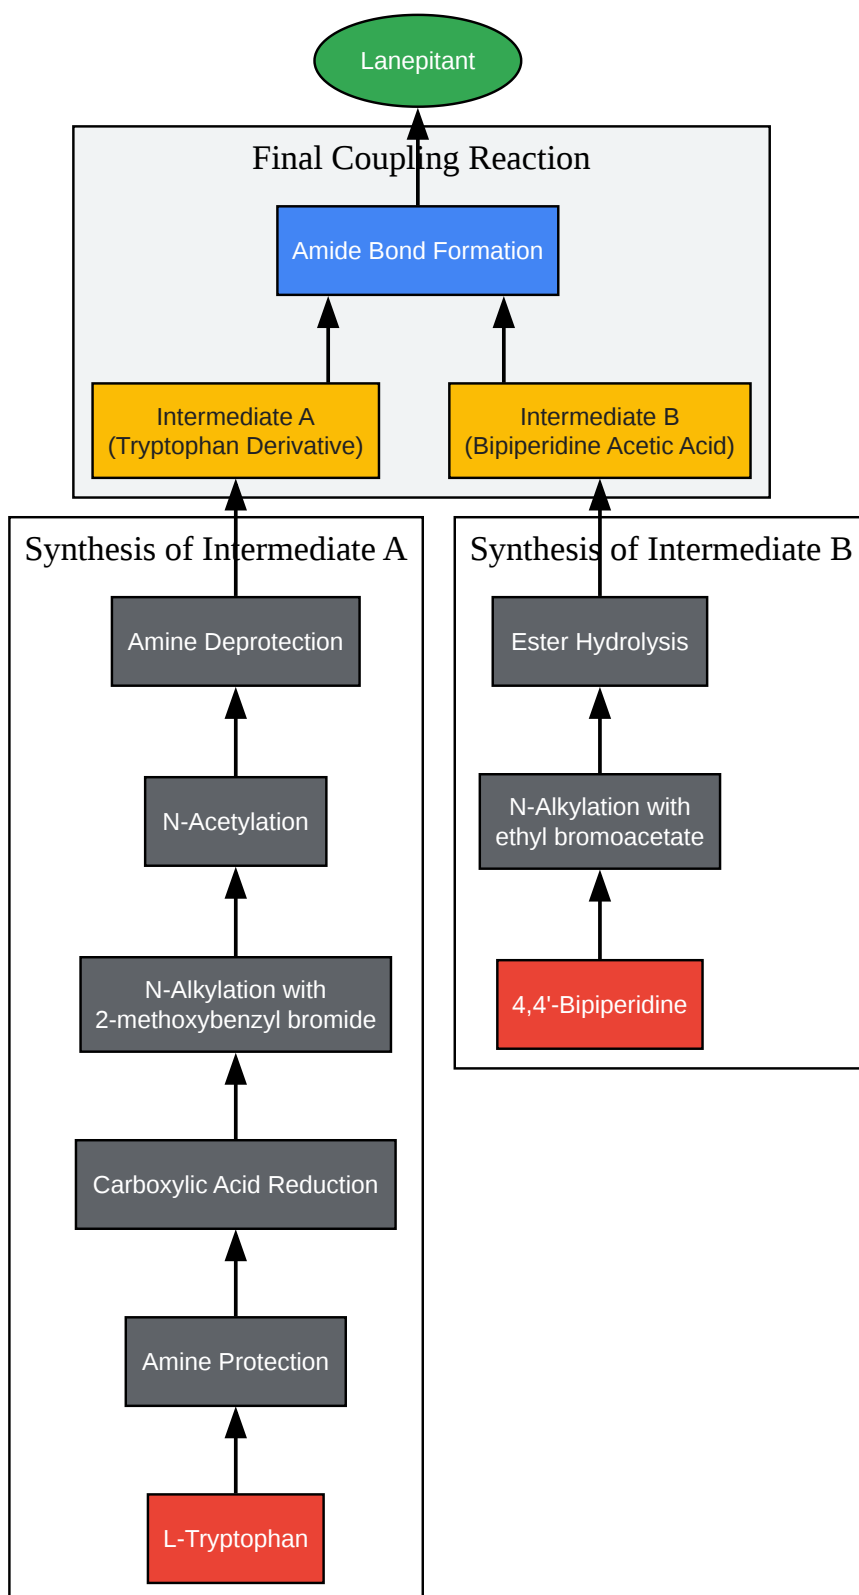 Lanepitant
Final Coupling Reaction
Amide Bond Formation
Intermediate A
(Tryptophan Derivative)
Intermediate B
(Bipiperidine Acetic Acid)
Synthesis of Intermediate A
Amine Deprotection
N-Acetylation
N-Alkylation with
2-methoxybenzyl bromide
Carboxylic Acid Reduction
Amine Protection
L-Tryptophan
Synthesis of Intermediate B
Ester Hydrolysis
N-Alkylation with
ethyl bromoacetate
4,4'-Bipiperidine